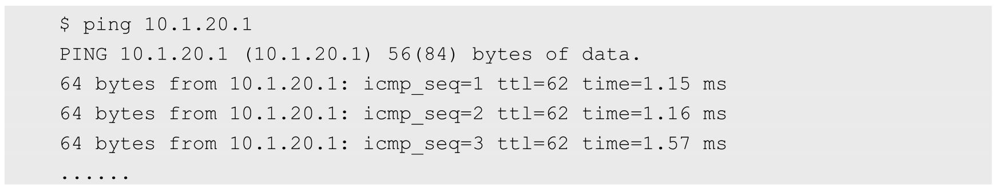 $ ping 10.1.20.1
PING 10.1.20.1 (10.1.20.1) 56(84) bytes of data.
64 bytes from 10.1.20.1: icmp_seq=1 ttl=62 time=1.15 ms
64 bytes from 10.1.20.1: icmp_seq=2 ttl=62 time=1.16 ms
64 bytes from 10.1.20.1: icmp_seq=3 ttl=62 time=1.57 ms
......